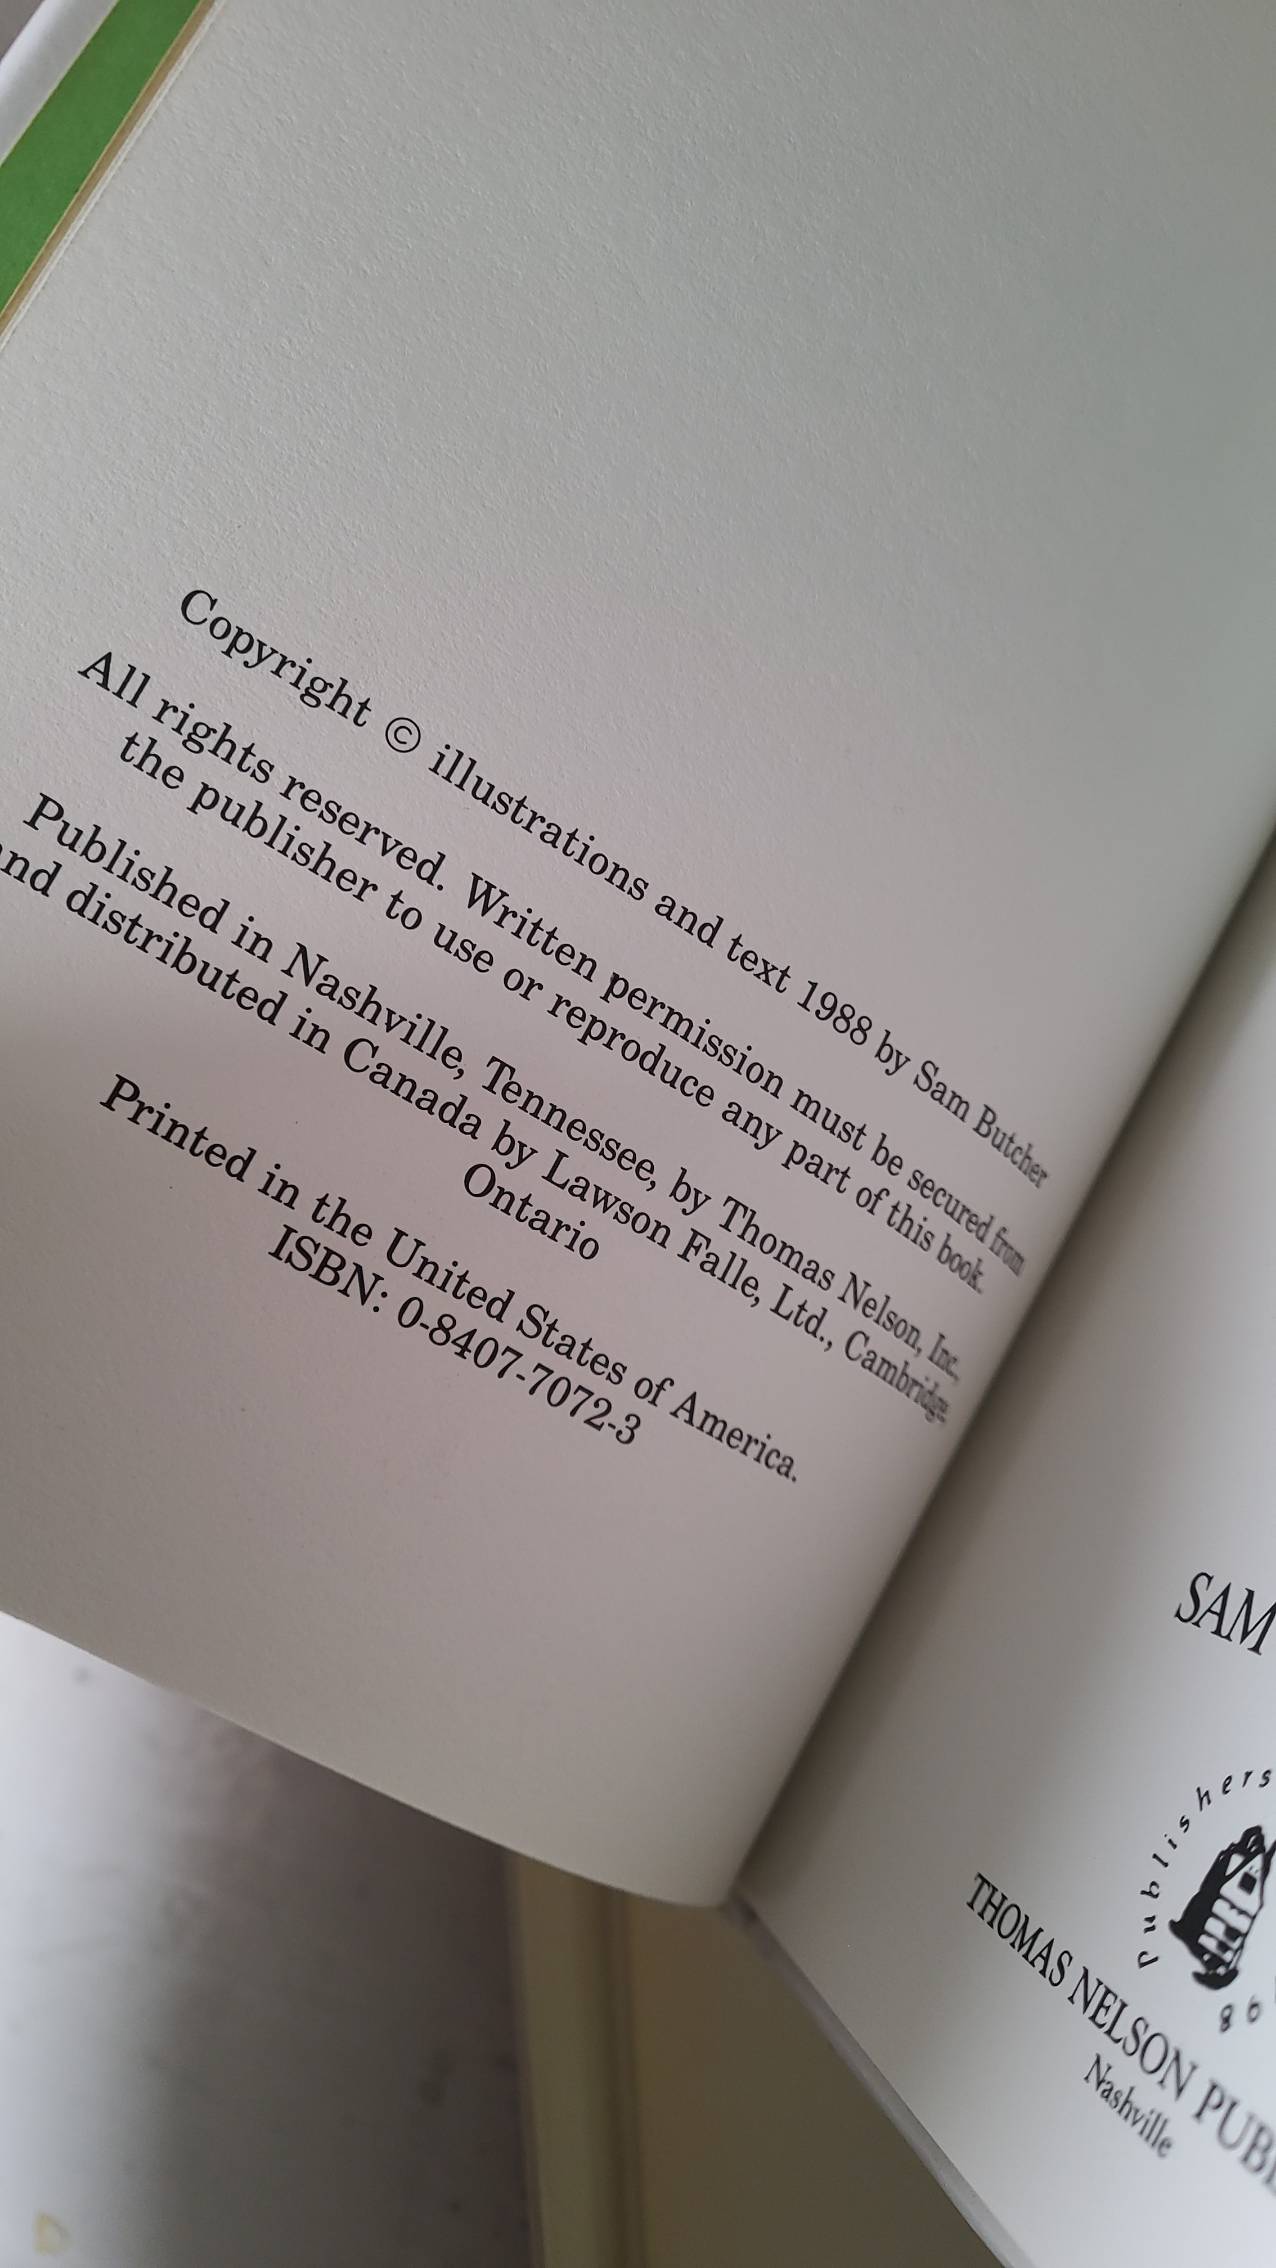 Copyright © illustrations and text 1988 by Sam Butcher
All rights reserved. Written permission must be secured from
the publisher to use or reproduce any part of this book.
Published in Nashville, Tennessee, by Thomas Nelson, Inc.,
nd distributed in Canada by Lawson Falle, Ltd., Cambridge,
Ontario
Printed in the United States of America.
ISBN: 0-8407-7072-3
SAM
Publishers
THOMAS NELSON PUB
Nashville